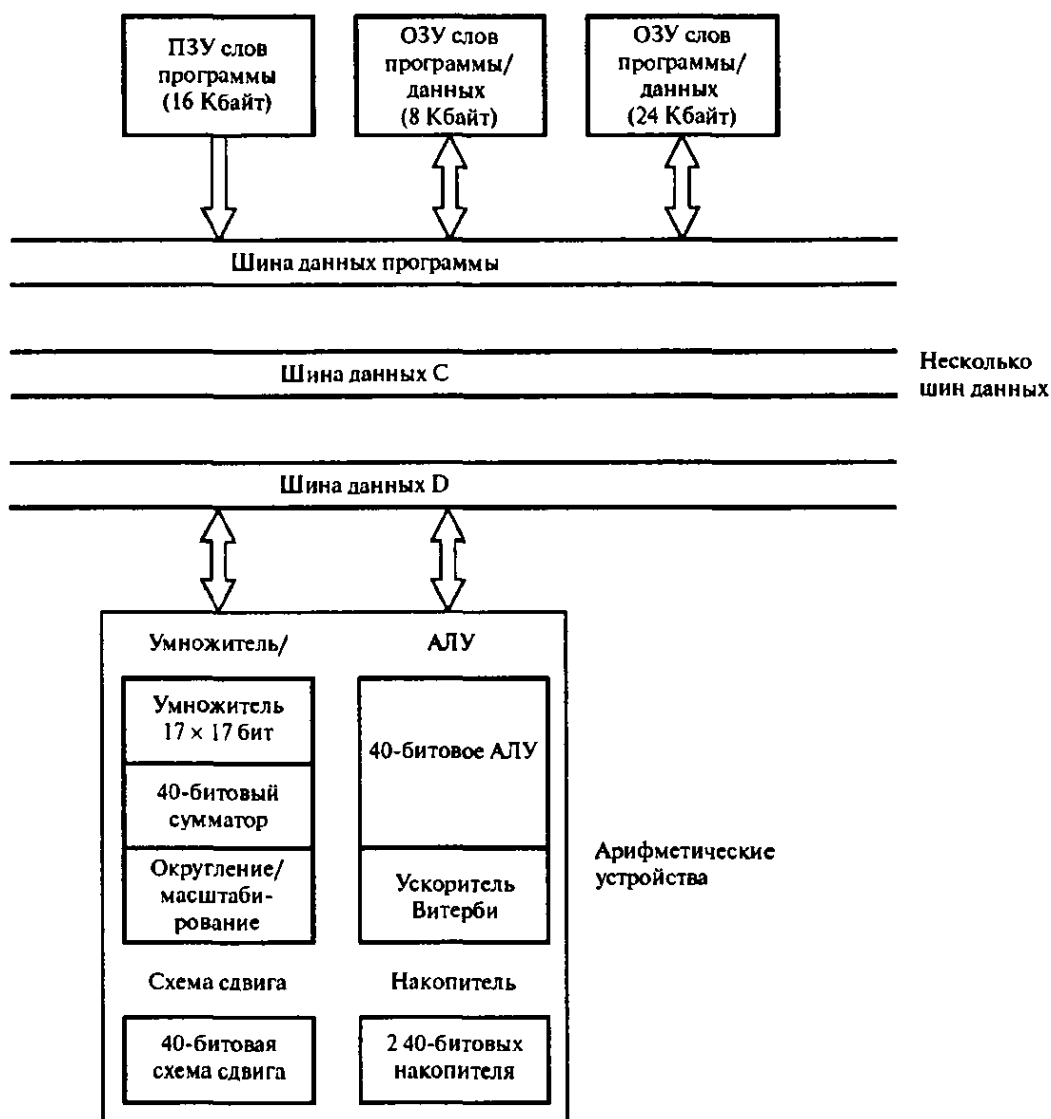 ПЗУ слов
программы
(16 Кбайт)
ОЗУ слов
программы/
данных
(8 Кбайт)
ОЗУ слов
программы/
данных
(24 Кбайт)
Шина данных программы
Шина данных C
Несколько
шин данных
Шина данных D
Умножитель/
АЛУ
Умножитель
17 × 17 бит
40-битовый
сумматор
Округление/
масштаби-
рование
40-битовое АЛУ
Ускоритель
Витерби
Арифметические
устройства
Схема сдвига
Накопитель
40-битовая
схема сдвига
2 40-битовых
накопителя